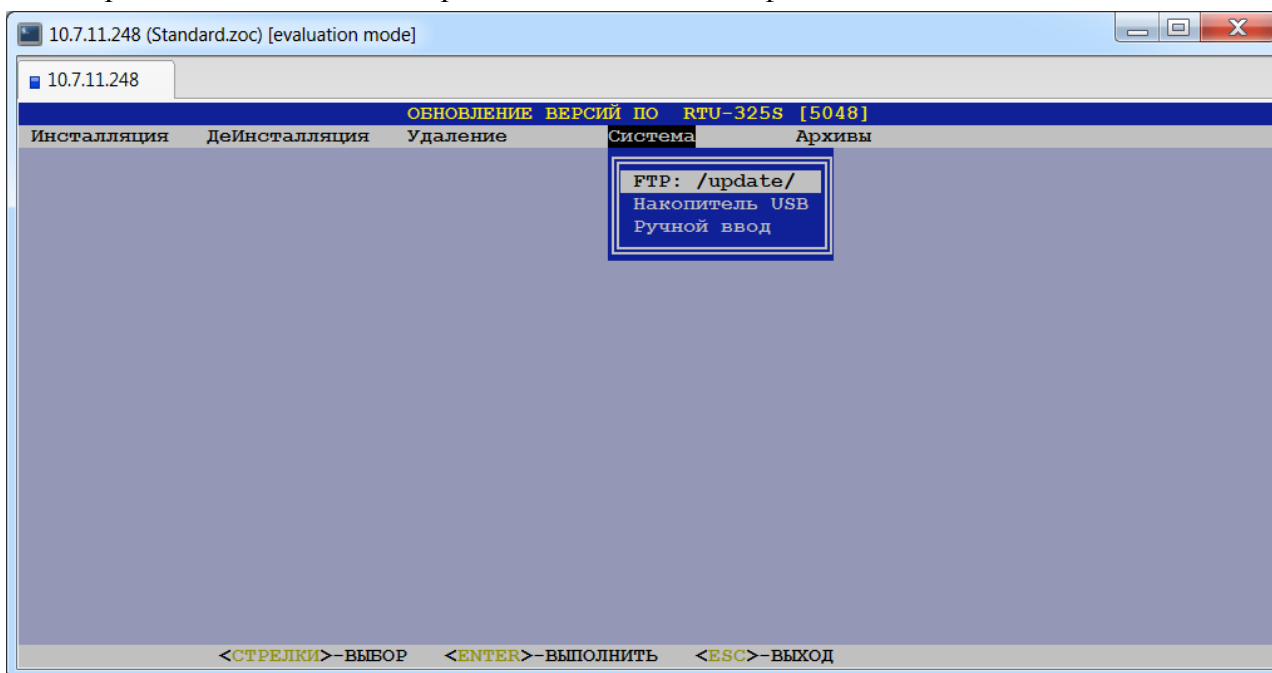 10.7.11.248 (Standard.zoc) [evaluation mode]
10.7.11.248
ОБНОВЛЕНИЕ ВЕРСИЙ ПО RTU-325S [5048]
Инсталляция ДеИнсталляция Удаление Система Архивы
FTP: /update/
Накопитель USB
Ручной ввод
<СТРЕЛКИ>-ВЫБОР <ENTER>-ВЫПОЛНИТЬ <ESC>-ВЫХОД